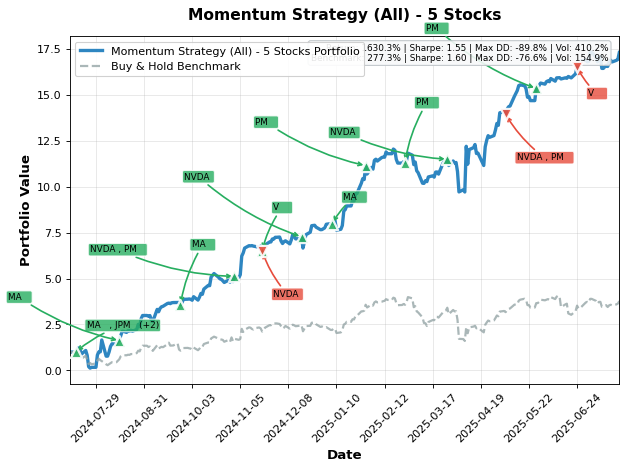 Momentum Strategy (All) - 5 Stocks
PM
630.3% | Sharpe: 1.55 | Max DD: -89.8% | Vol: 410.2%
277.3% | Sharpe: 1.60 | Max DD: -76.6% | Vol: 154.9%
Momentum Strategy (All) - 5 Stocks Portfolio
Buy & Hold Benchmark
17.5
15.0
12.5
10.0
7.5
5.0
2.5
0.0
Portfolio Value
V
PM
PM
NVDA
NVDA , PM
NVDA
MA
V
MA
NVDA , PM
NVDA
MA
MA , JPM (+2)
2024-07-29
2024-08-31
2024-10-03
2024-11-05
2024-12-08
2025-01-10
2025-02-12
2025-03-17
2025-04-19
2025-05-22
2025-06-24
Date